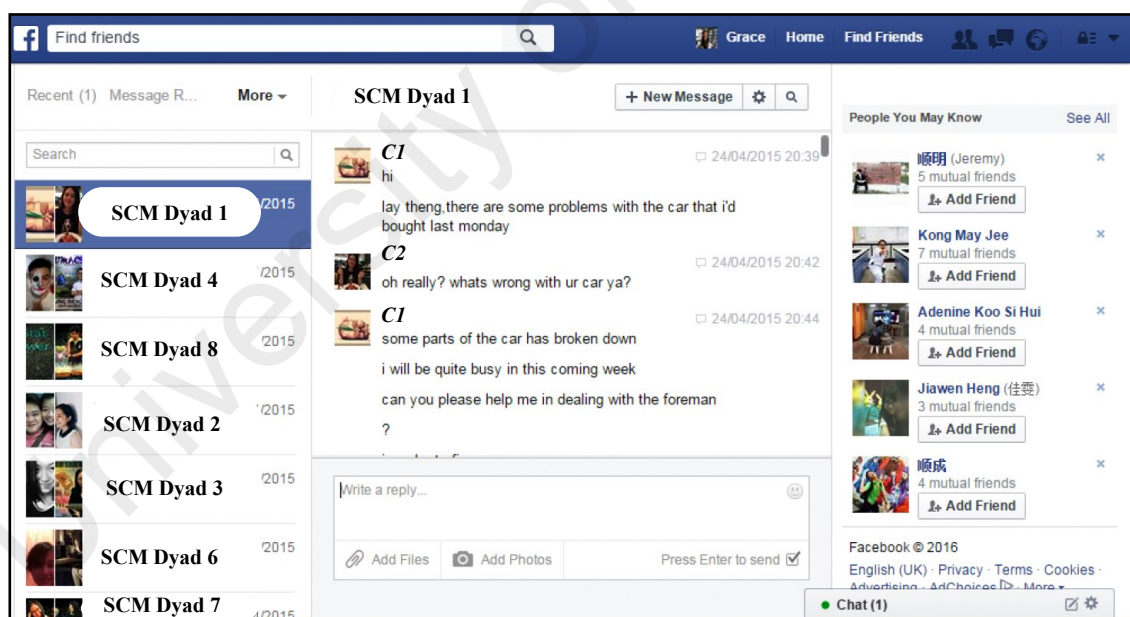 Find friends
Grace Home Find Friends
Recent (1) Message R... More
SCM Dyad 1
+ New Message
Search
SCM Dyad 1 /2015
SCM Dyad 4 /2015
SCM Dyad 8 /2015
SCM Dyad 2 /2015
SCM Dyad 3 /2015
SCM Dyad 6 /2015
SCM Dyad 7 4/2015
C1 24/04/2015 20:39
hi
lay theng,there are some problems with the car that i'd
bought last monday
C2 24/04/2015 20:42
oh really? whats wrong with ur car ya?
C1 24/04/2015 20:44
some parts of the car has broken down
i will be quite busy in this coming week
can you please help me in dealing with the foreman
?
Write a reply...
Add Files Add Photos Press Enter to send
People You May Know See All
顺明 (Jeremy)
5 mutual friends
Add Friend
Kong May Jee
7 mutual friends
Add Friend
Adenine Koo Si Hui
4 mutual friends
Add Friend
Jiawen Heng (佳霓)
3 mutual friends
Add Friend
顺成
4 mutual friends
Add Friend
Facebook © 2016
English (UK) · Privacy · Terms · Cookies ·
Advertising · AdChoices · More
Chat (1)
University of